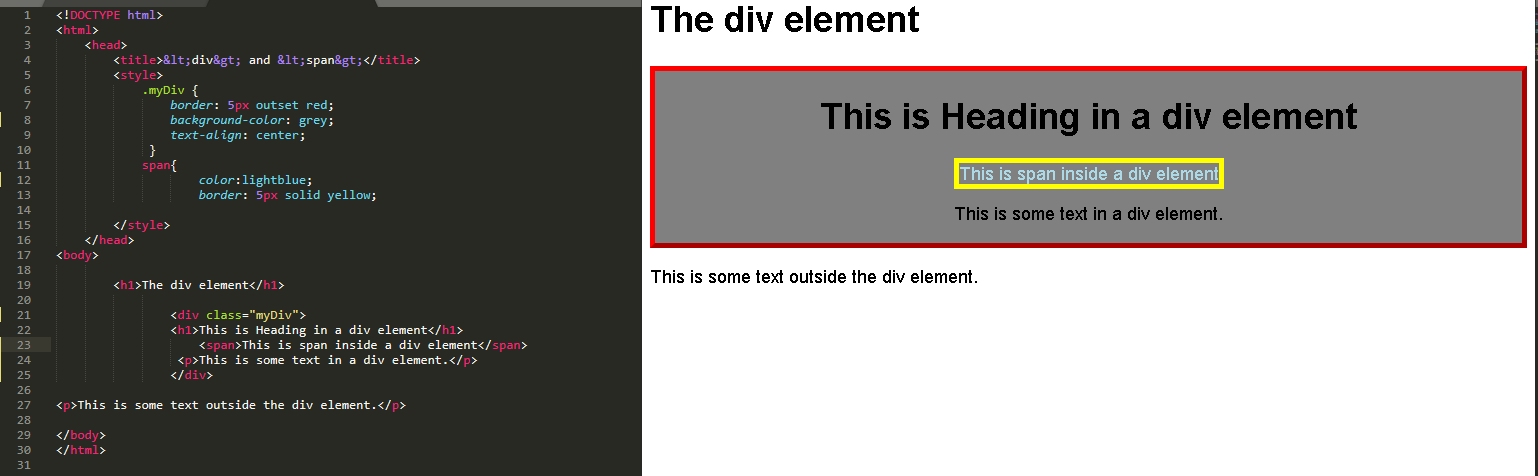 1 <!DOCTYPE html>
2 <html>
3 <head>
4 <title>&lt;div&gt; and &lt;span&gt;</title>
5 <style>
6 .myDiv {
7 border: 5px outset red;
8 background-color: grey;
9 text-align: center;
10 }
11 span{
12 color:lightblue;
13 border: 5px solid yellow;
14
15 </style>
16 </head>
17 <body>
18
19 <h1>The div element</h1>
20
21 <div class="myDiv">
22 <h1>This is Heading in a div element</h1>
23 <span>This is span inside a div element</span>
24 <p>This is some text in a div element.</p>
25 </div>
26
27 <p>This is some text outside the div element.</p>
28
29 </body>
30 </html>
31
The div element
This is Heading in a div element
This is span inside a div element
This is some text in a div element.
This is some text outside the div element.